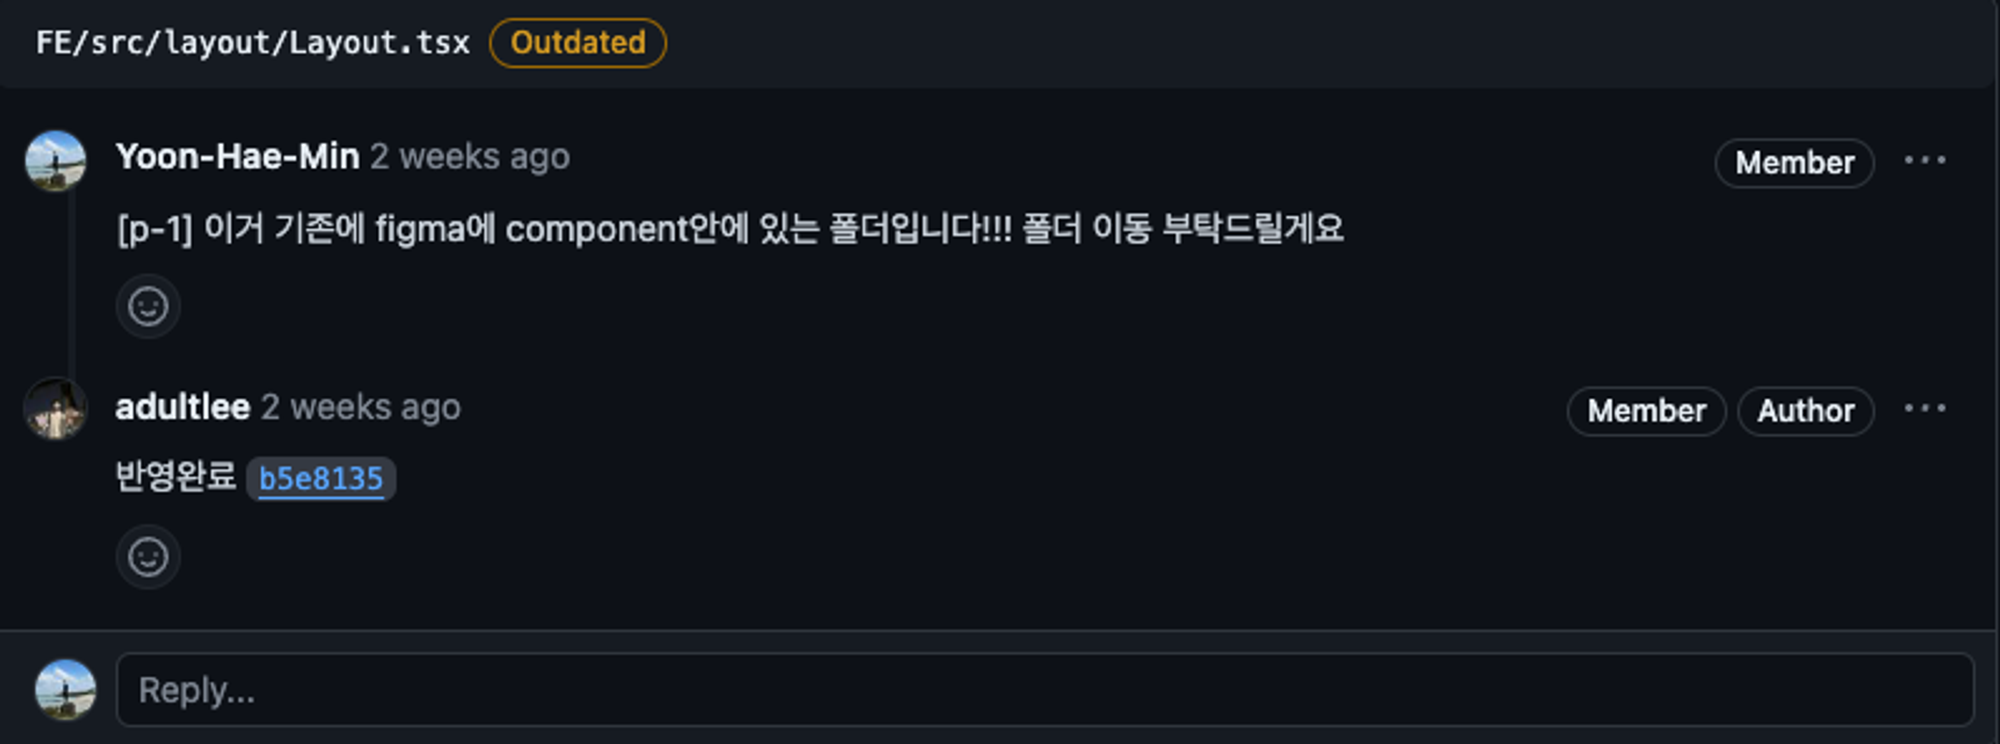 FE/src/layout/Layout.tsx Outdated
Yoon-Hae-Min 2 weeks ago Member ...
[p-1] 이거 기존에 figma에 component안에 있는 폴더입니다!!! 폴더 이동 부탁드릴게요
adultlee 2 weeks ago Member Author ...
반영완료 b5e8135
Reply...